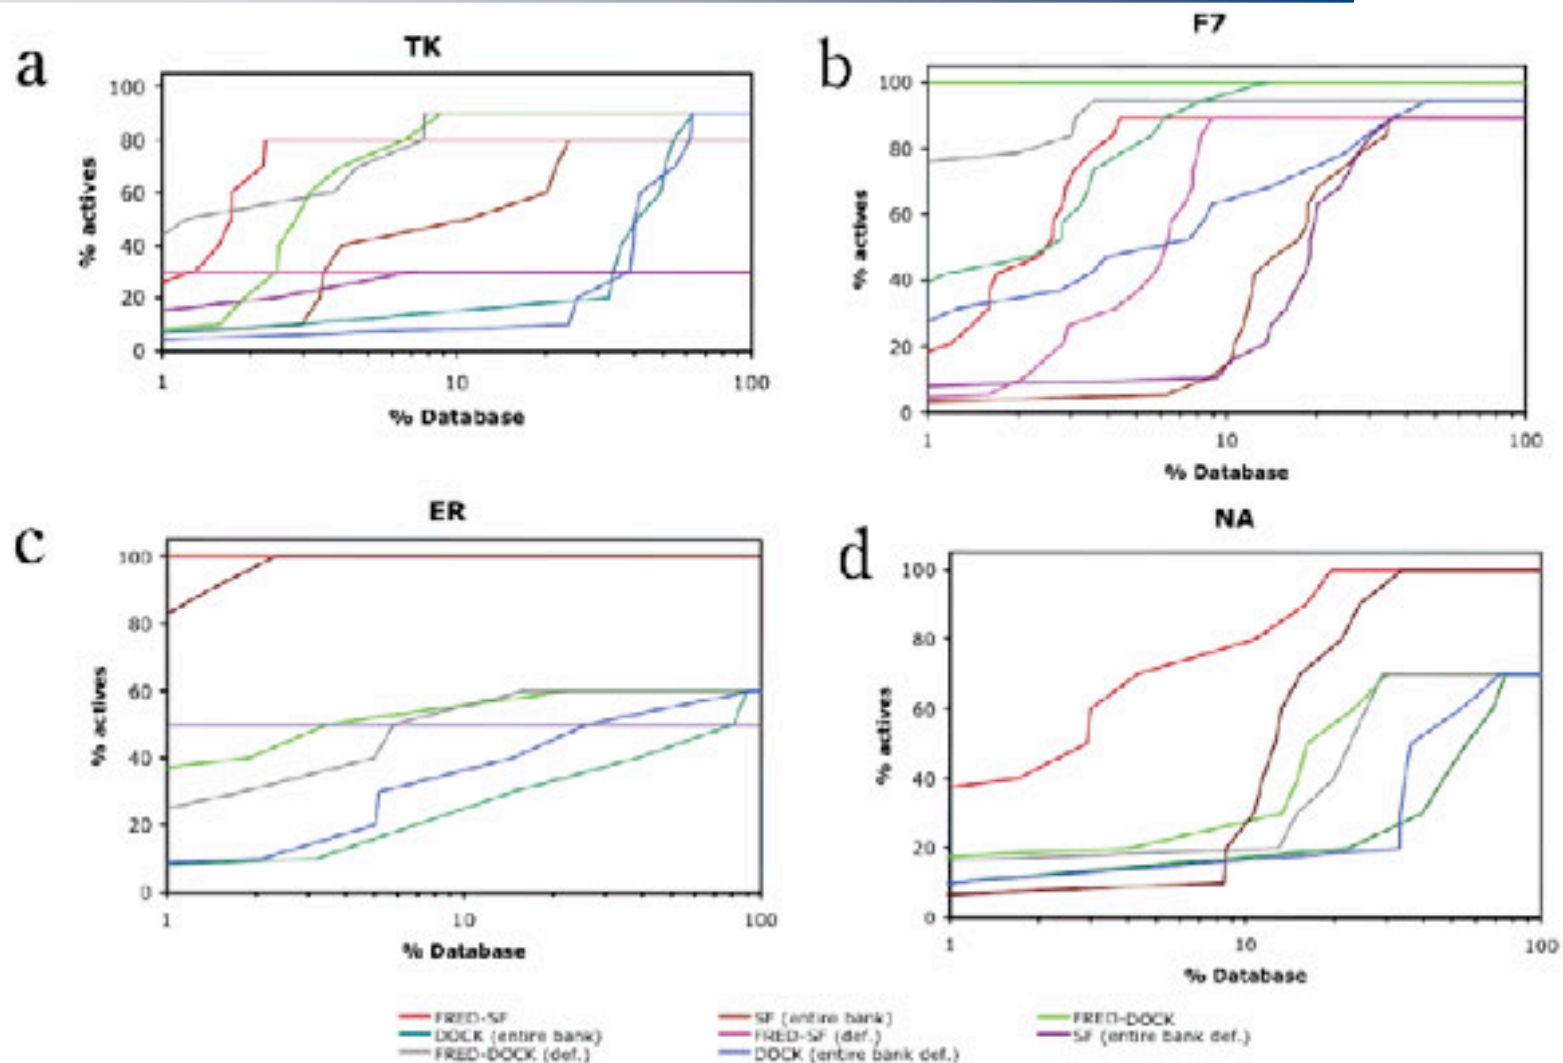 a
TK
100
80
60
40
20
0
% actives
1
10
100
% Database
b
F7
100
80
60
40
20
0
% actives
1
10
100
% Database
c
ER
100
80
60
40
20
0
% actives
1
10
100
% Database
d
NA
100
80
60
40
20
0
% actives
1
10
100
% Database
FRED-SF SF (entire bank) FRED-DOCK
DOCK (entire bank) FRED-SF (def.) SF (entire bank def.)
FRED-DOCK (def.) DOCK (entire bank def.)